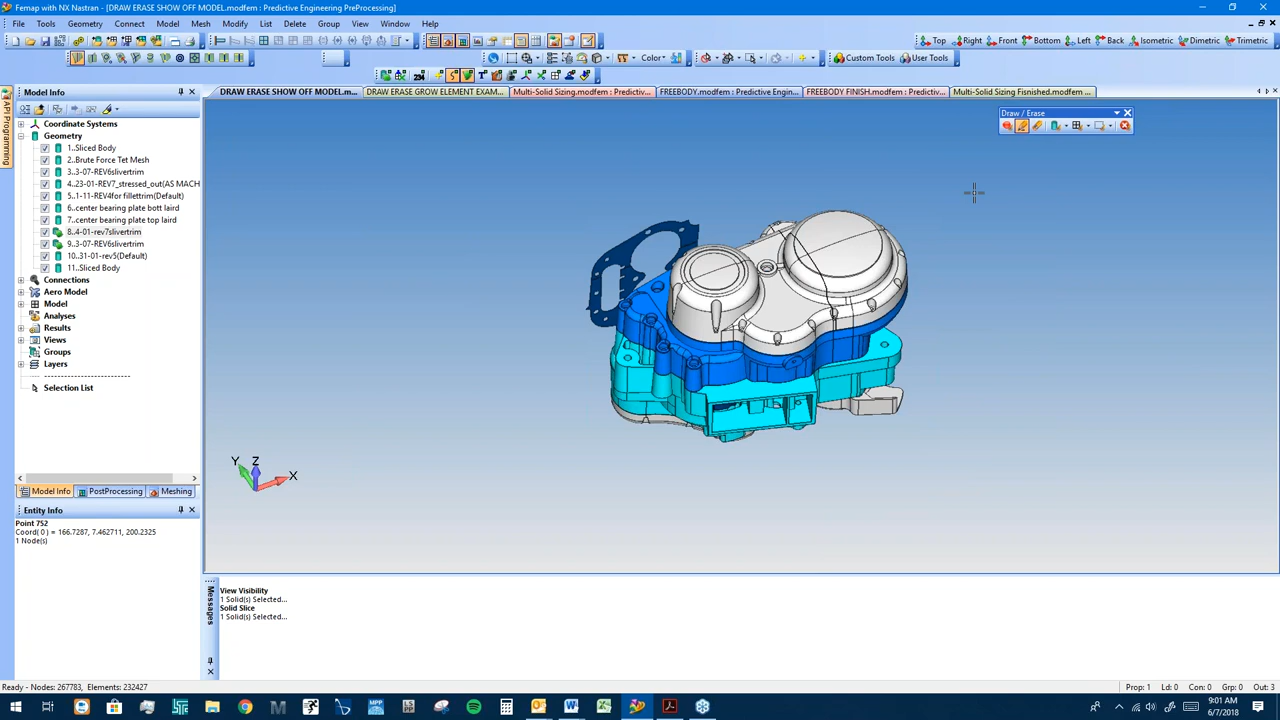 Femap with NX Nastran - [DRAW ERASE SHOW OFF MODEL.modfem : Predictive Engineering PreProcessing]
File Tools Geometry Connect Model Mesh Modify List Delete Group View Window Help
Top Right Front Bottom Left Back Isometric Dimetric Trimetric
Color Custom Tools User Tools
Model Info
DRAW ERASE SHOW OFF MODEL.m... DRAW ERASE GROW ELEMENT EXAM... Multi-Solid Sizing.modfem : Predictiv... FREEBODY.modfem : Predictive Engin... FREEBODY FINISH.modfem : Predictiv... Multi-Solid Sizing Fisnished.modfem ...
API Programming
Draw / Erase
Coordinate Systems
Geometry
1..Sliced Body
2..Brute Force Tet Mesh
3..3-07-REV6slivertrim
4..23-01-REV7_stressed_out(AS MACH
5..1-11-REV4for fillettrim(Default)
6..center bearing plate bott laird
7..center bearing plate top laird
8..4-01-rev7slivertrim
9..3-07-REV6slivertrim
10..31-01-rev5(Default)
11..Sliced Body
Connections
Aero Model
Model
Analyses
Results
Views
Groups
Layers
Selection List
Y Z X
Model Info PostProcessing Meshing
Entity Info
Point 752
Coord( 0 ) = 166.7287, 7.462711, 200.2325
1 Node(s)
Messages
View Visibility
1 Solid(s) Selected...
Solid Slice
1 Solid(s) Selected...
Ready - Nodes: 267783, Elements: 232427
Prop: 1 Ld: 0 Con: 0 Grp: 0 Out: 3
9:01 AM
6/7/2018